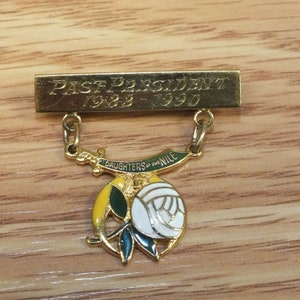 PAST PRESIDENT
1988-1990
DAUGHTERS of the NILE